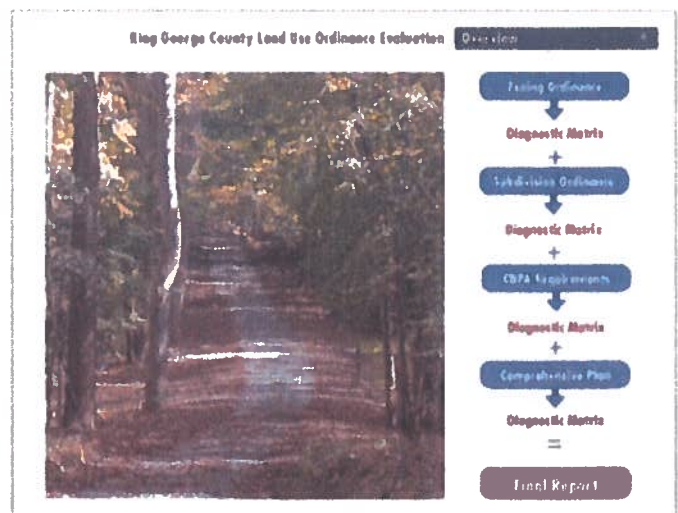 King George County Land Use Ordinance Evaluation
Overview
Zoning Ordinance
Diagnostic Matrix
+
Subdivision Ordinance
Diagnostic Matrix
+
CBPA Requirements
Diagnostic Matrix
+
Comprehensive Plan
Diagnostic Matrix
=
Final Report